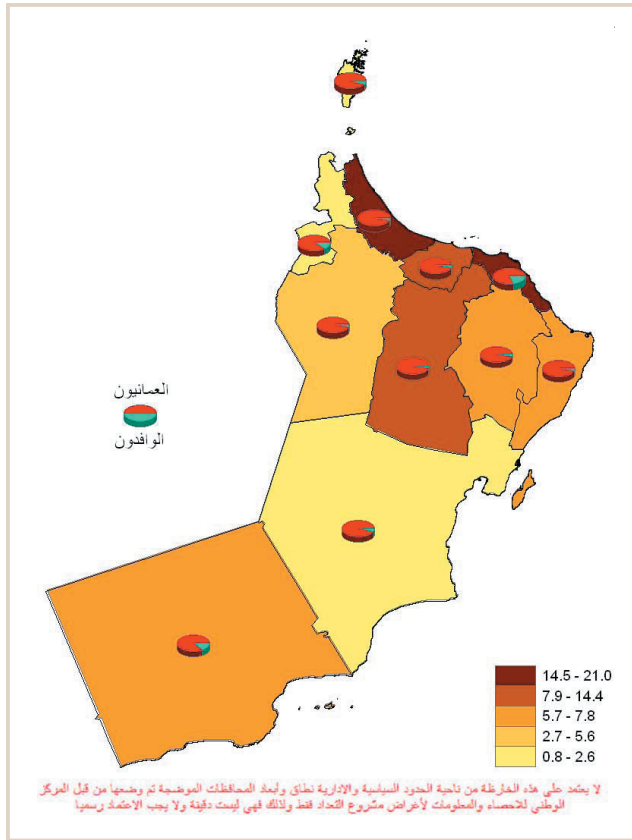 العمانيون
الوافدون
14.5 - 21.0
7.9 - 14.4
5.7 - 7.8
2.7 - 5.6
0.8 - 2.6
لا يعتمد على هذه الخارطة من ناحية الحدود السياسية والادارية نطاق وأبعاد المحافظات الموضحة تم وضعها من قبل المركز
الوطني للاحصاء والمعلومات لأغراض مشروع التعداد فقط وذلك فهي ليست دقيقة ولا يجب الاعتماد رسميا